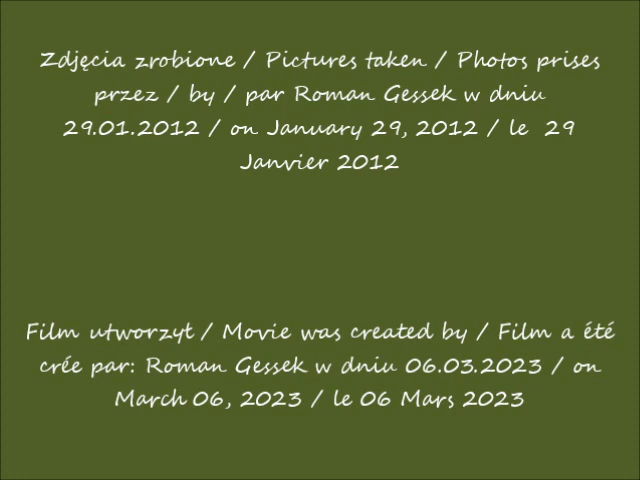 Zdjęcia zrobione / Pictures taken / Photos prises
przez / by / par Roman Gessek w dniu
29.01.2012 / on January 29, 2012 / le 29
Janvier 2012
Film utworzył / Movie was created by / Film a été
crée par: Roman Gessek w dniu 06.03.2023 / on
March 06, 2023 / le 06 Mars 2023